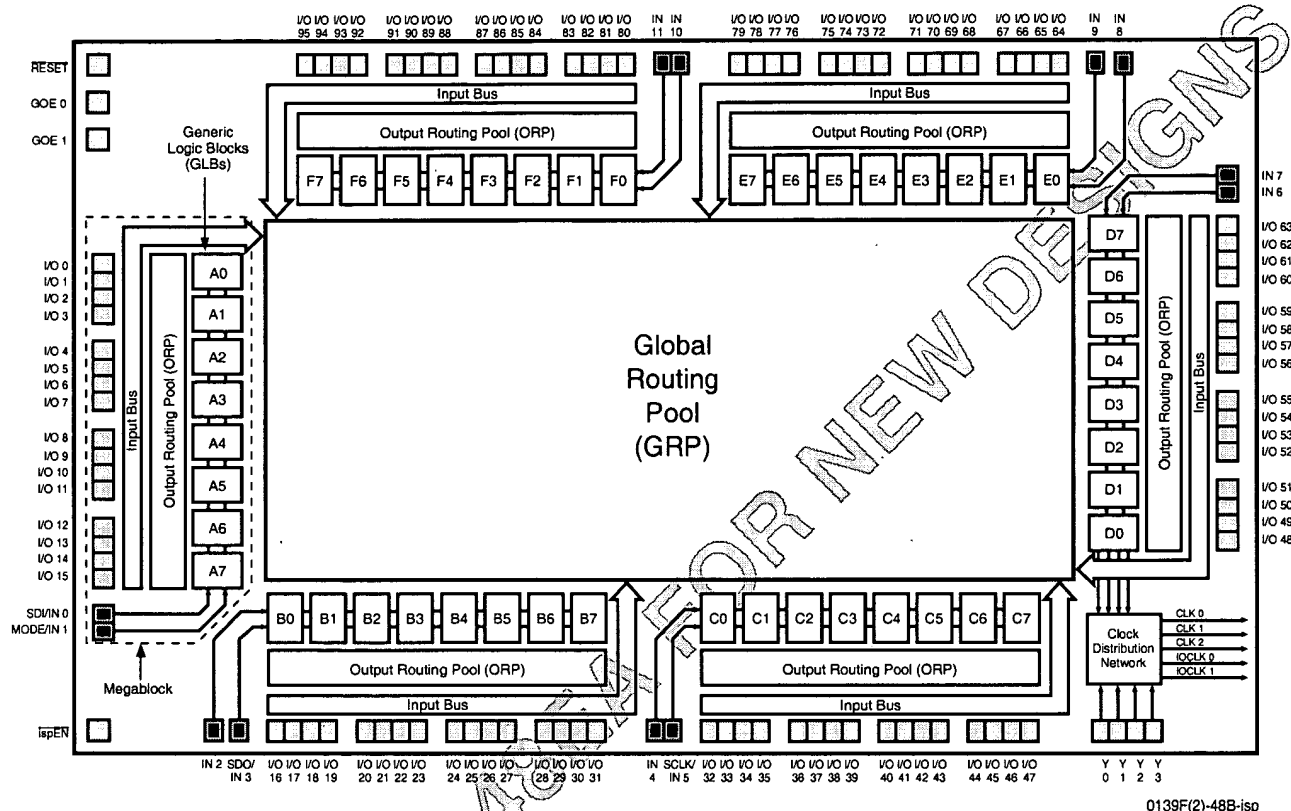 I/O I/O I/O I/O I/O I/O I/O I/O I/O I/O I/O I/O I/O I/O I/O I/O IN IN I/O I/O I/O I/O I/O I/O I/O I/O I/O I/O I/O I/O I/O I/O I/O I/O IN IN
95 94 93 92 91 90 89 88 87 86 85 84 83 82 81 80 11 10 79 78 77 76 75 74 73 72 71 70 69 68 67 66 65 64 9 8
RESET
GOE 0
GOE 1
Generic
Logic Blocks
(GLBs)
Input Bus
Output Routing Pool (ORP)
F7 F6 F5 F4 F3 F2 F1 F0
Input Bus
Output Routing Pool (ORP)
E7 E6 E5 E4 E3 E2 E1 E0
IN 7
IN 6
I/O 0
I/O 1
I/O 2
I/O 3
I/O 4
I/O 5
I/O 6
I/O 7
I/O 8
I/O 9
I/O 10
I/O 11
I/O 12
I/O 13
I/O 14
I/O 15
Input Bus
Output Routing Pool (ORP)
A0
A1
A2
A3
A4
A5
A6
A7
Global
Routing
Pool
(GRP)
D7
D6
D5
D4
D3
D2
D1
D0
Output Routing Pool (ORP)
Input Bus
I/O 63
I/O 62
I/O 61
I/O 60
I/O 59
I/O 58
I/O 57
I/O 56
I/O 55
I/O 54
I/O 53
I/O 52
I/O 51
I/O 50
I/O 49
I/O 48
SDI/IN 0
MODE/IN 1
Megablock
B0 B1 B2 B3 B4 B5 B6 B7
Output Routing Pool (ORP)
Input Bus
C0 C1 C2 C3 C4 C5 C6 C7
Output Routing Pool (ORP)
Input Bus
Clock
Distribution
Network
CLK 0
CLK 1
CLK 2
IOCLK 0
IOCLK 1
ispEN
IN 2 SDO/ I/O I/O I/O I/O I/O I/O I/O I/O I/O I/O I/O I/O I/O I/O I/O I/O IN SCLK/ I/O I/O I/O I/O I/O I/O I/O I/O I/O I/O I/O I/O I/O I/O I/O I/O Y Y Y Y
IN 3 16 17 18 19 20 21 22 23 24 25 26 27 28 29 30 31 4 IN 5 32 33 34 35 36 37 38 39 40 41 42 43 44 45 46 47 0 1 2 3
48EA FOR NEW DESIGNS
0139F(2)-48B-isp